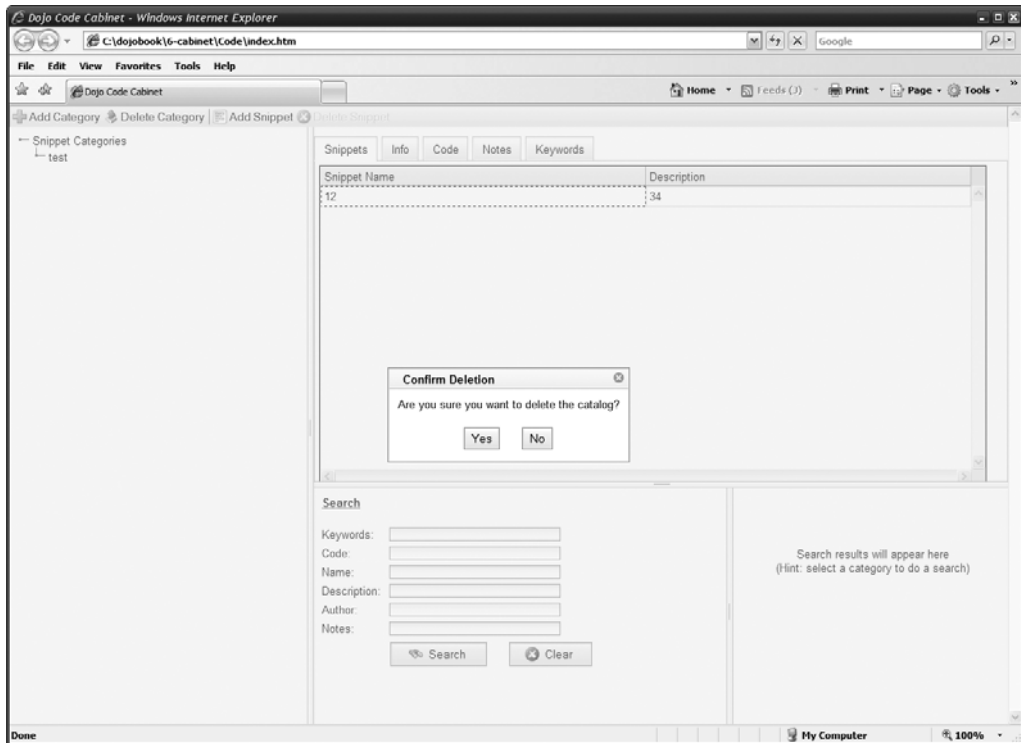 Dojo Code Cabinet - Windows Internet Explorer
C:\dojobook\6-cabinet\Code\index.htm
Google
File Edit View Favorites Tools Help
Dojo Code Cabinet
Home Feeds (J) Print Page Tools »
Add Category Delete Category Add Snippet Delete Snippet
Snippet Categories
test
Snippets Info Code Notes Keywords
Snippet Name Description
12 34
Confirm Deletion
Are you sure you want to delete the catalog?
Yes No
Search
Keywords:
Code:
Name:
Description:
Author:
Notes:
Search Clear
Search results will appear here
(Hint: select a category to do a search)
Done My Computer 100%